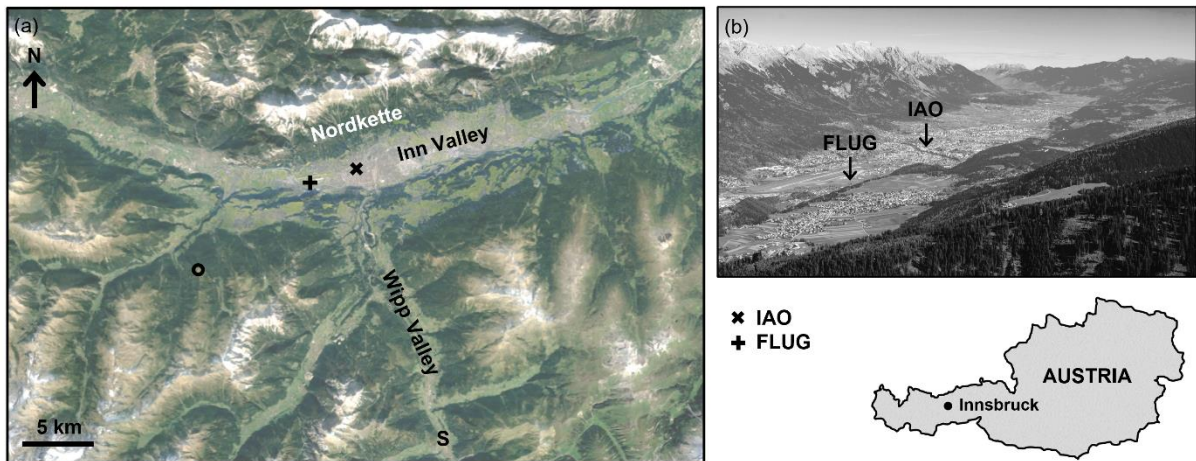 (a)
N
Nordkette
Inn Valley
Wipp Valley
S
5 km
(b)
IAO
FLUG
IAO
FLUG
AUSTRIA
Innsbruck